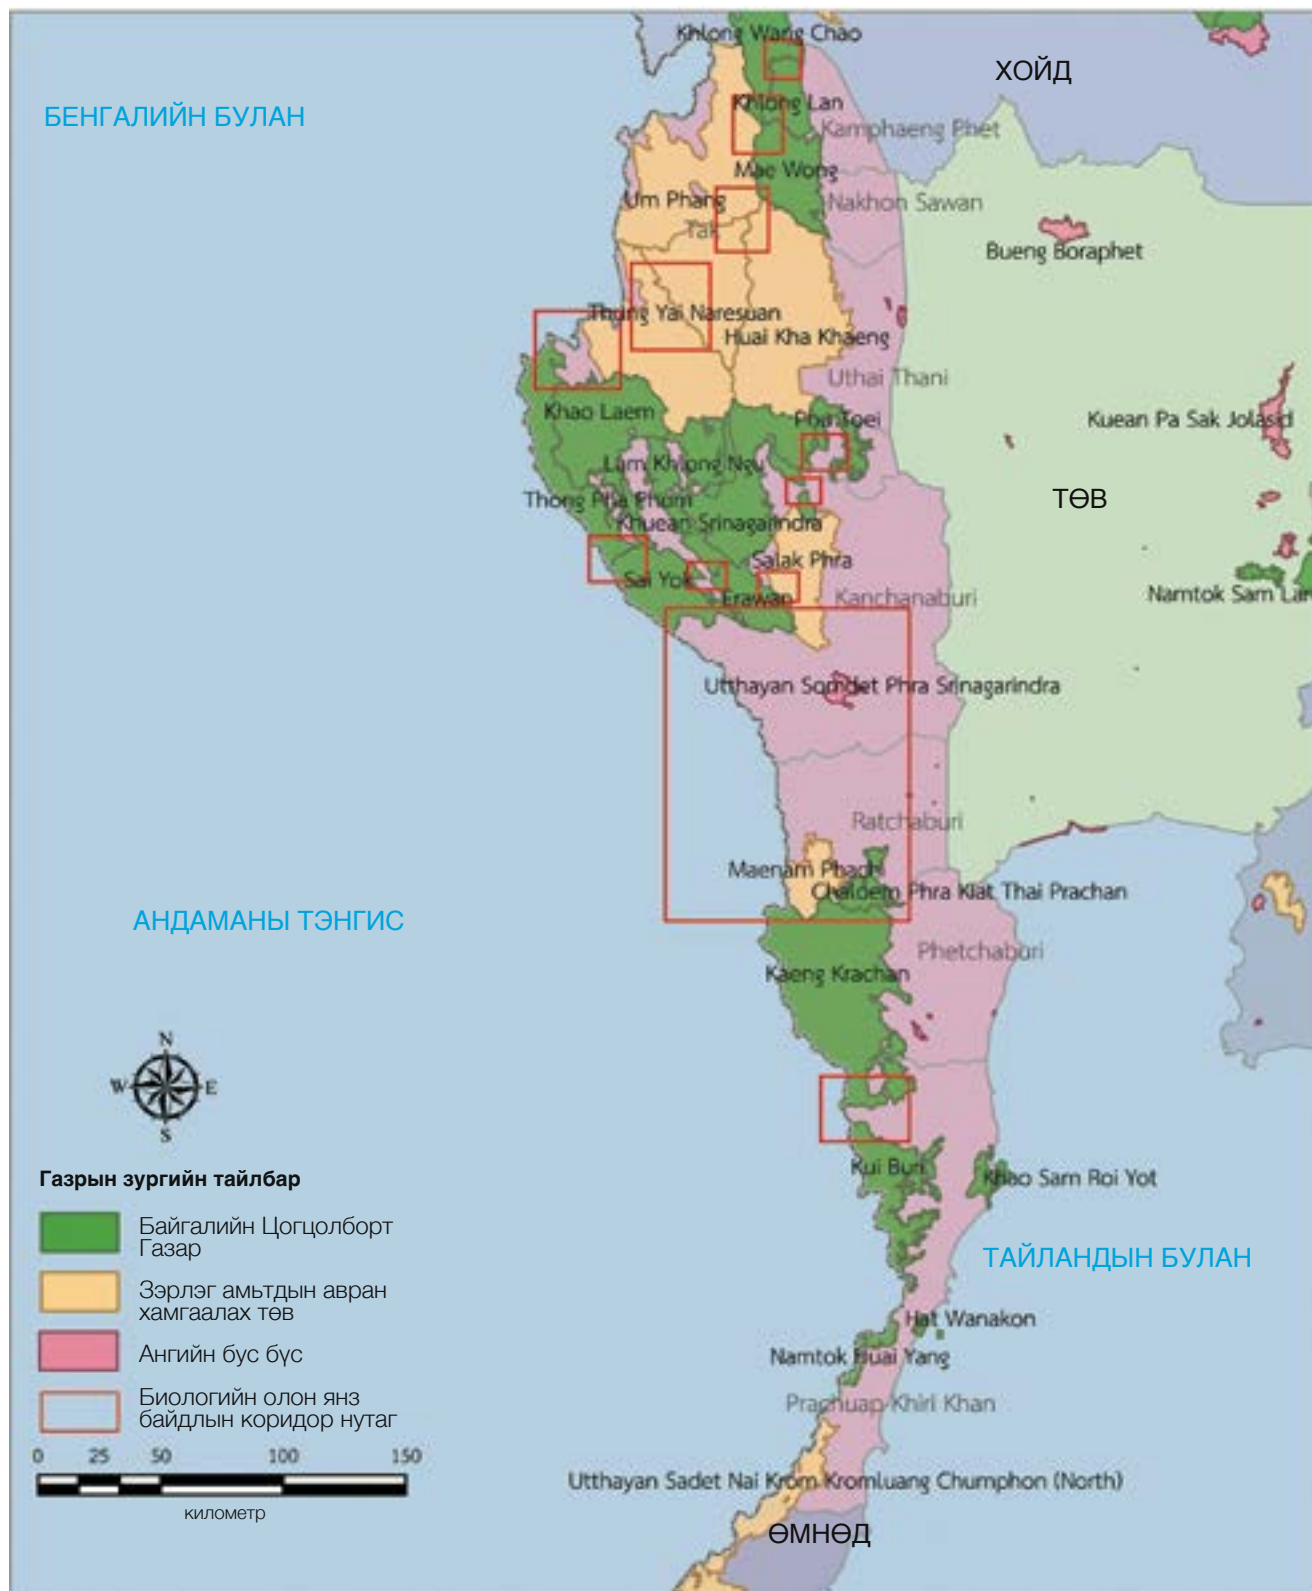 Khlong Wang Chao
ХОЙД
БЕНГАЛИЙН БУЛАН
Khlong Lan
Kamphaeng Phet
Mae Wong
Um Phang
Nakhon Sawan
Tak
Bueng Boraphet
Thung Yai Naresuan
Huai Kha Khaeng
Uthai Thani
Khao Laem
Phu Toei
Kuean Pa Sak Jolasid
Lam Khlong Ngu
Thong Pha Phum
ТӨВ
Khuean Srinagarindra
Salak Phra
Sai Yok
Erawan
Kanchanaburi
Namtok Sam Lan
Utthayan Somdet Phra Srinagarindra
Ratchaburi
Maenam Phachi
Chaloem Phra Kiat Thai Prachan
АНДАМАНЫ ТЭНГИС
Phetchaburi
Kaeng Krachan
N
W E
S
Kui Buri
Khao Sam Roi Yot
Газрын зургийн тайлбар
Байгалийн Цогцолборт
Газар
ТАЙЛАНДЫН БУЛАН
Зэрлэг амьтдын авран
хамгаалах төв
Hat Wanakon
Ангийн бус бүс
Namtok Huai Yang
Биологийн олон янз
байдлын коридор нутаг
Prachuap Khiri Khan
0 25 50 100 150
километр
Utthayan Sadet Nai Krom Kromluang Chumphon (North)
ӨМНӨД